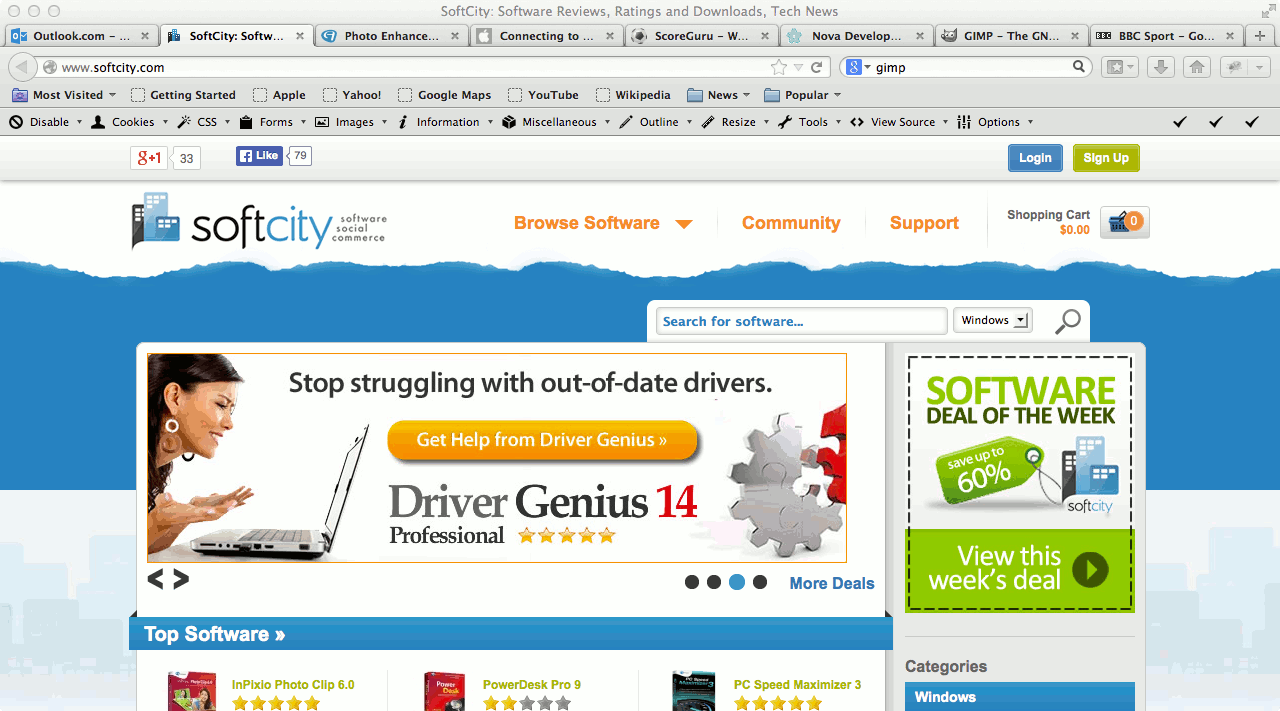 SoftCity: Software Reviews, Ratings and Downloads, Tech News
Outlook.com – ... SoftCity: Softw... Photo Enhance... Connecting to ... ScoreGuru – W... Nova Develop... GIMP – The GN... BBC Sport – Go...
www.softcity.com gimp
Most Visited Getting Started Apple Yahoo! Google Maps YouTube Wikipedia News Popular
Disable Cookies CSS Forms Images Information Miscellaneous Outline Resize Tools View Source Options
g+1 33 Like 79 Login Sign Up
softcity software social commerce
Browse Software Community Support
Shopping Cart
$0.00
0
Search for software... Windows
Stop struggling with out-of-date drivers.
Get Help from Driver Genius »
Driver Genius 14
Professional
More Deals
SOFTWARE
DEAL OF THE WEEK
save up to
60%
softcity
View this
week's deal
Top Software »
InPixio Photo Clip 6.0 PowerDesk Pro 9 PC Speed Maximizer 3
Categories
Windows